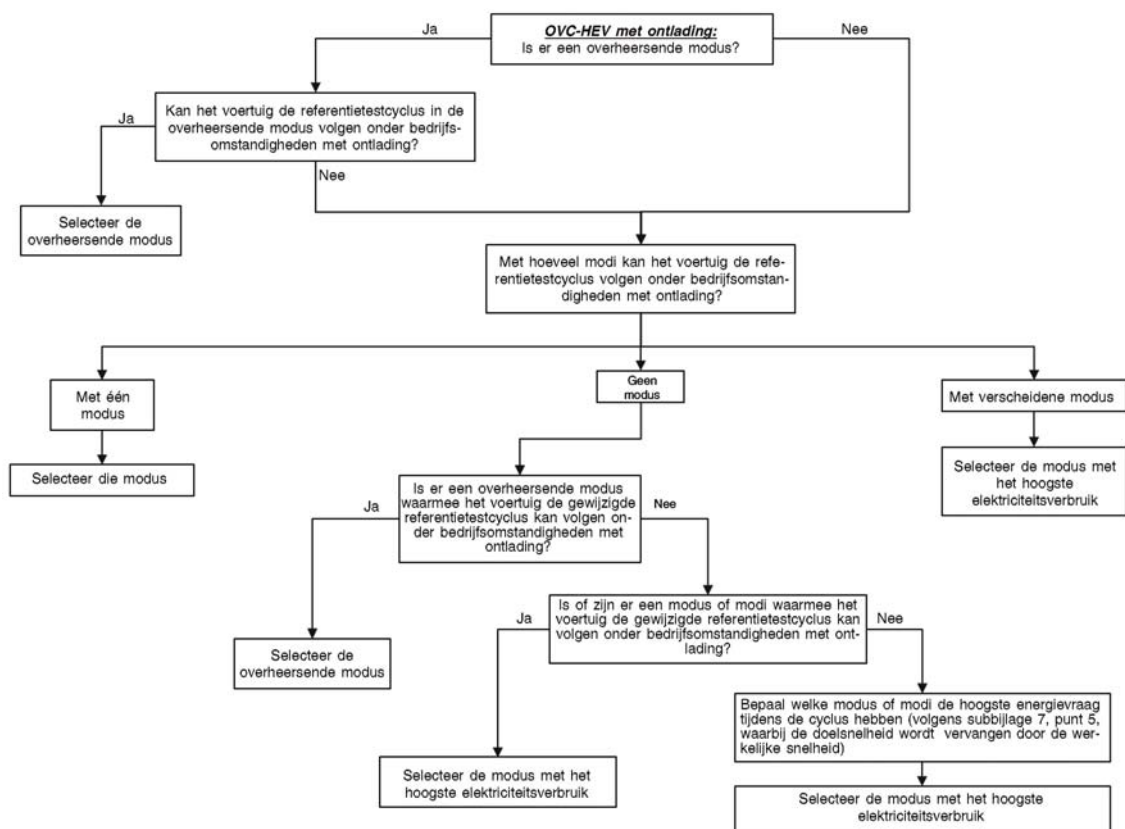 OVC-HEV met ontlading:
Is er een overheersende modus?
Ja
Nee
Kan het voertuig de referentietestcyclus in de
overheersende modus volgen onder bedrijfs-
omstandigheden met ontlading?
Ja
Nee
Selecteer de
overheersende modus
Met hoeveel modi kan het voertuig de refe-
rentietestcyclus volgen onder bedrijfsomstan-
digheden met ontlading?
Met één
modus
Geen
modus
Met verscheidene modus
Selecteer die modus
Selecteer de modus met
het hoogste
elektriciteitsverbruik
Is er een overheersende modus
waarmee het voertuig de gewijzigde
referentietestcyclus kan volgen on-
der bedrijfsomstandigheden met
ontlading?
Ja
Nee
Selecteer de
overheersende modus
Is of zijn er een modus of modi waarmee het
voertuig de gewijzigde referentietestcyclus kan
volgen onder bedrijfsomstandigheden met ont-
lading?
Ja
Nee
Selecteer de modus met het
hoogste elektriciteitsverbruik
Bepaal welke modus of modi de hoogste energievraag
tijdens de cyclus hebben (volgens subbijlage 7, punt 5,
waarbij de doelsnelheid wordt vervangen door de wer-
kelijke snelheid)
Selecteer de modus met het hoogste
elektriciteitsverbruik